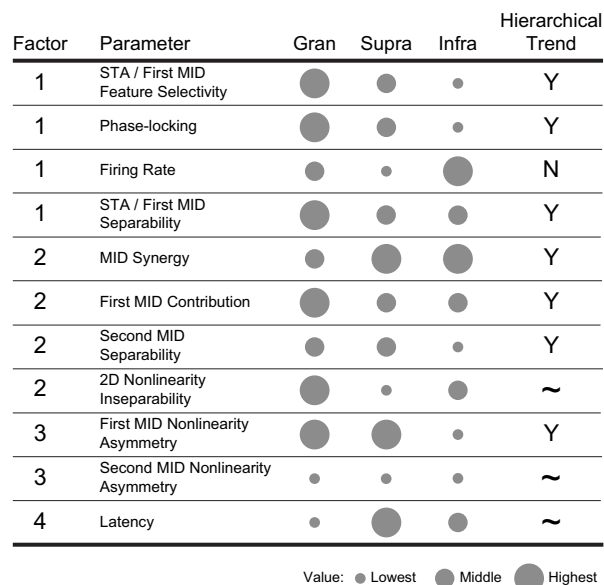 Hierarchical
Factor Parameter Gran Supra Infra Trend
1 STA / First MID Feature Selectivity Y
1 Phase-locking Y
1 Firing Rate N
1 STA / First MID Separability Y
2 MID Synergy Y
2 First MID Contribution Y
2 Second MID Separability Y
2 2D Nonlinearity Inseparability ~
3 First MID Nonlinearity Asymmetry Y
3 Second MID Nonlinearity Asymmetry ~
4 Latency ~
Value: Lowest Middle Highest